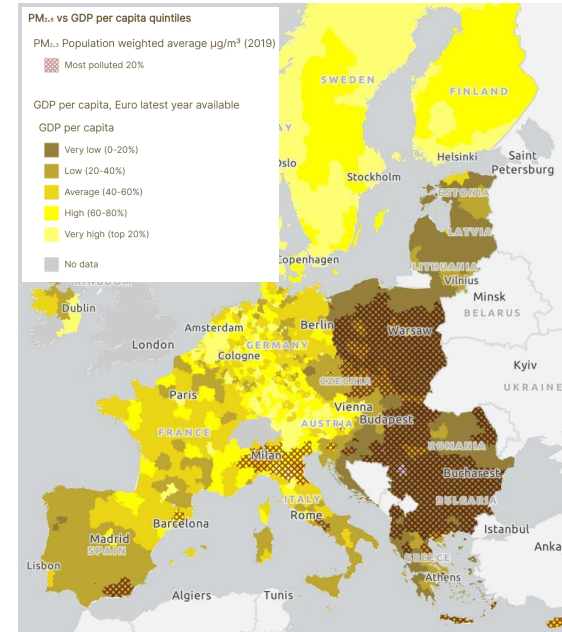 PM₂.₅ vs GDP per capita quintiles
PM₂.₅ Population weighted average µg/m³ (2019)
Most polluted 20%
GDP per capita, Euro latest year available
GDP per capita
Very low (0-20%)
Low (20-40%)
Average (40-60%)
High (60-80%)
Very high (top 20%)
No data
SWEDEN
FINLAND
AY
Oslo
Helsinki
Saint
Petersburg
Stockholm
ESTONIA
LATVIA
Copenhagen
LITHUANIA
Vilnius
KINGDOM
Minsk
Dublin
BELARUS
Amsterdam
Berlin
Warsaw
London
GERMANY
Cologne
Kyiv
CZECHIA
UKRAINE
Paris
Vienna
Budapest
AUSTRIA
FRANCE
ROMANIA
Milan
Bucharest
ITALY
BULGARIA
Rome
Barcelona
Istanbul
Madrid
SPAIN
Anka
GREECE
Lisbon
Athens
Algiers
Tunis